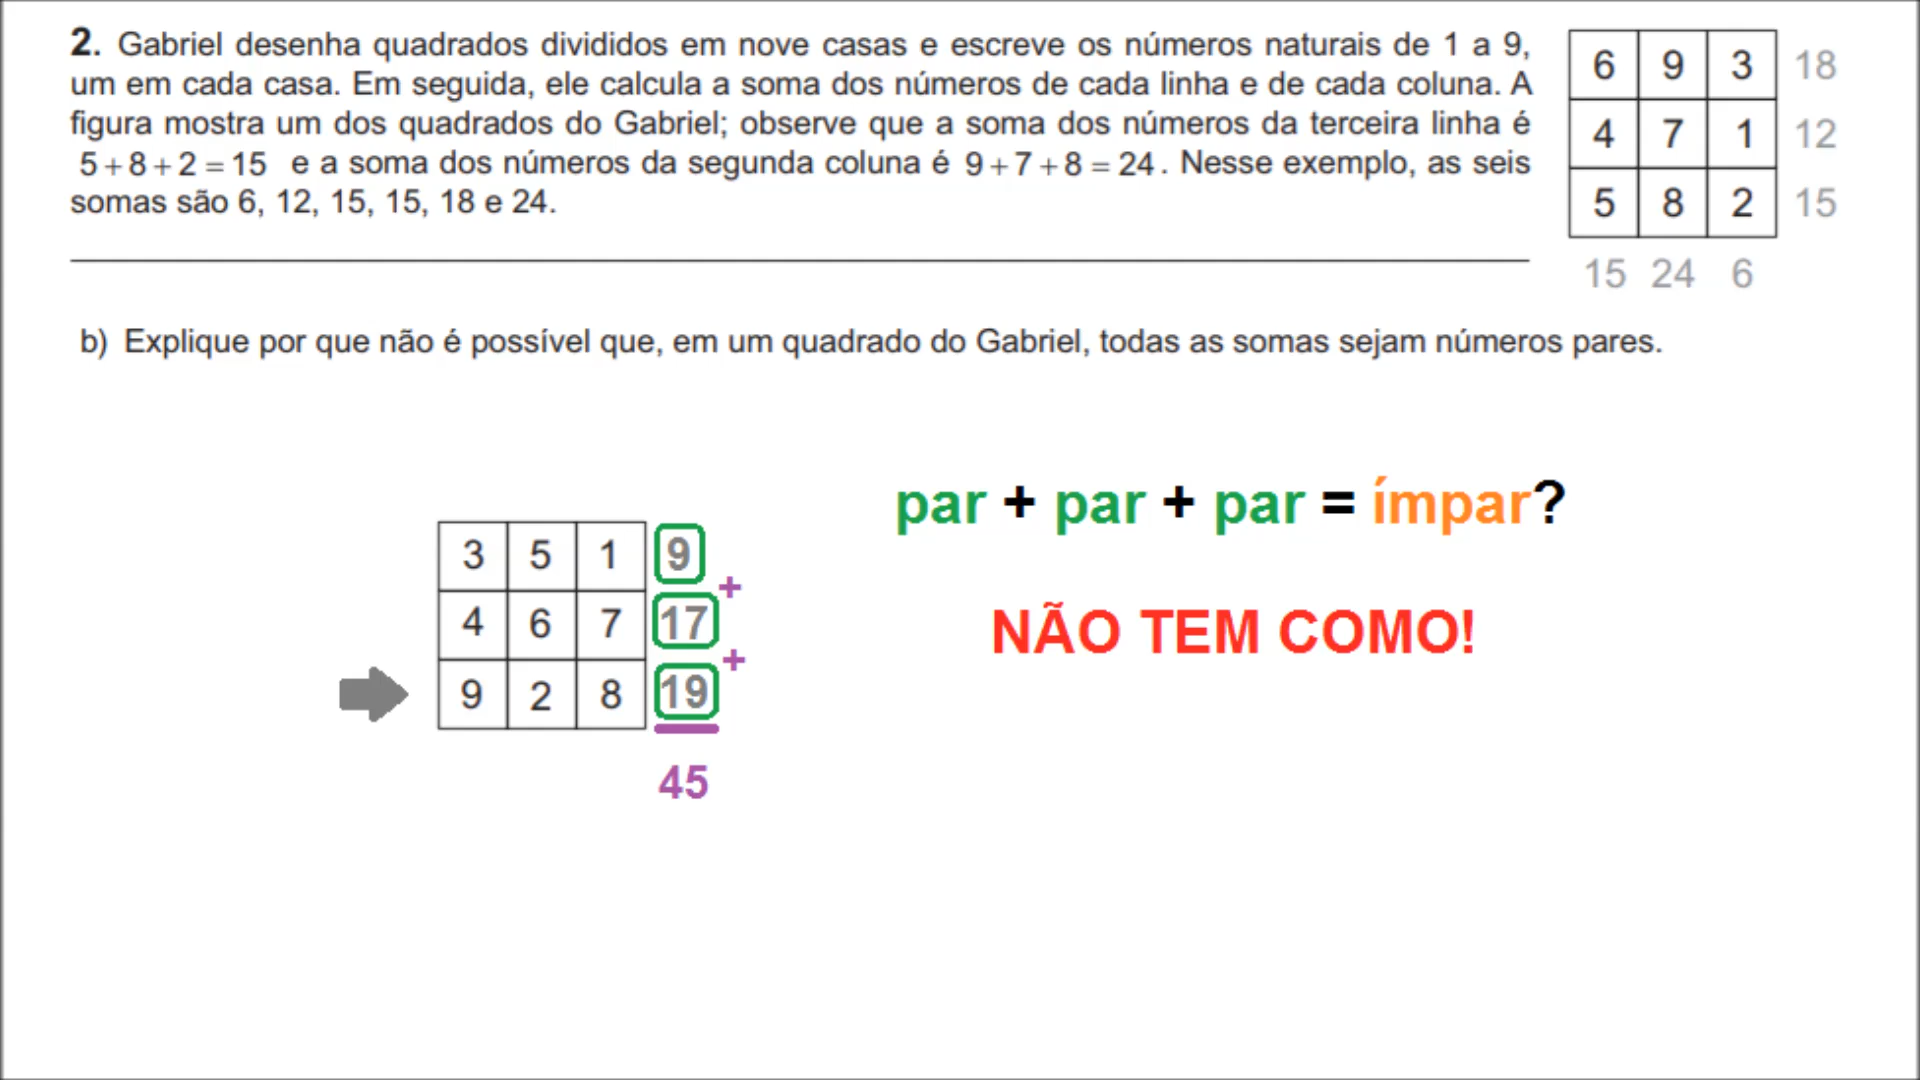 2. Gabriel desenha quadrados divididos em nove casas e escreve os números naturais de 1 a 9,
um em cada casa. Em seguida, ele calcula a soma dos números de cada linha e de cada coluna. A
figura mostra um dos quadrados do Gabriel; observe que a soma dos números da terceira linha é
5 + 8 + 2 = 15 e a soma dos números da segunda coluna é 9 + 7 + 8 = 24. Nesse exemplo, as seis
somas são 6, 12, 15, 15, 18 e 24.
6 9 3 18
4 7 1 12
5 8 2 15
15 24 6
b) Explique por que não é possível que, em um quadrado do Gabriel, todas as somas sejam números pares.
3 5 1 9
+
4 6 7 17
+
9 2 8 19
45
par + par + par = ímpar?
NÃO TEM COMO!